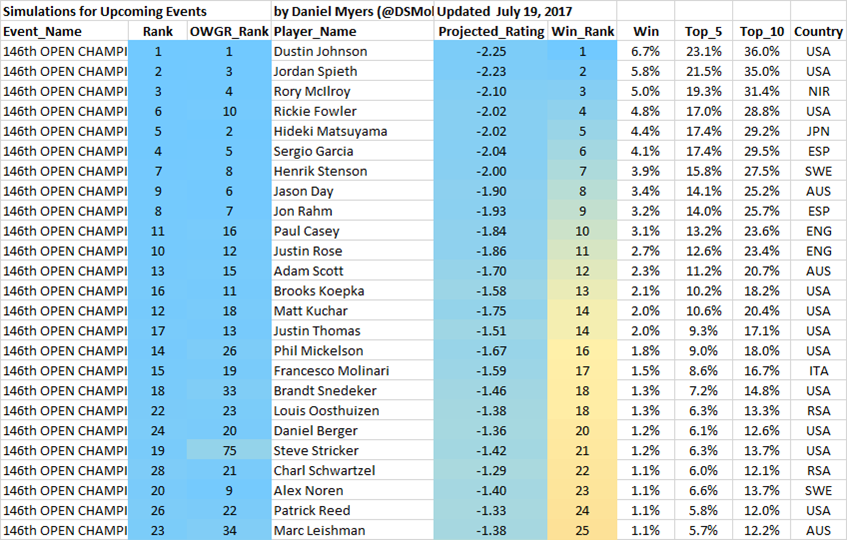 Simulations for Upcoming Events by Daniel Myers (@DSMol Updated July 19, 2017
Event_Name Rank OWGR_Rank Player_Name Projected_Rating Win_Rank Win Top_5 Top_10 Country
146th OPEN CHAMPI 1 1 Dustin Johnson -2.25 1 6.7% 23.1% 36.0% USA
146th OPEN CHAMPI 2 3 Jordan Spieth -2.23 2 5.8% 21.5% 35.0% USA
146th OPEN CHAMPI 3 4 Rory McIlroy -2.10 3 5.0% 19.3% 31.4% NIR
146th OPEN CHAMPI 6 10 Rickie Fowler -2.02 4 4.8% 17.0% 28.8% USA
146th OPEN CHAMPI 5 2 Hideki Matsuyama -2.02 5 4.4% 17.4% 29.2% JPN
146th OPEN CHAMPI 4 5 Sergio Garcia -2.04 6 4.1% 17.4% 29.5% ESP
146th OPEN CHAMPI 7 8 Henrik Stenson -2.00 7 3.9% 15.8% 27.5% SWE
146th OPEN CHAMPI 9 6 Jason Day -1.90 8 3.4% 14.1% 25.2% AUS
146th OPEN CHAMPI 8 7 Jon Rahm -1.93 9 3.2% 14.0% 25.7% ESP
146th OPEN CHAMPI 11 16 Paul Casey -1.84 10 3.1% 13.2% 23.6% ENG
146th OPEN CHAMPI 10 12 Justin Rose -1.86 11 2.7% 12.6% 23.4% ENG
146th OPEN CHAMPI 13 15 Adam Scott -1.70 12 2.3% 11.2% 20.7% AUS
146th OPEN CHAMPI 16 11 Brooks Koepka -1.58 13 2.1% 10.2% 18.2% USA
146th OPEN CHAMPI 12 18 Matt Kuchar -1.75 14 2.0% 10.6% 20.4% USA
146th OPEN CHAMPI 17 13 Justin Thomas -1.51 14 2.0% 9.3% 17.1% USA
146th OPEN CHAMPI 14 26 Phil Mickelson -1.67 16 1.8% 9.0% 18.0% USA
146th OPEN CHAMPI 15 19 Francesco Molinari -1.59 17 1.5% 8.6% 16.7% ITA
146th OPEN CHAMPI 18 33 Brandt Snedeker -1.46 18 1.3% 7.2% 14.8% USA
146th OPEN CHAMPI 22 23 Louis Oosthuizen -1.38 18 1.3% 6.3% 13.3% RSA
146th OPEN CHAMPI 24 20 Daniel Berger -1.36 20 1.2% 6.1% 12.6% USA
146th OPEN CHAMPI 19 75 Steve Stricker -1.42 21 1.2% 6.3% 13.7% USA
146th OPEN CHAMPI 28 21 Charl Schwartzel -1.29 22 1.1% 6.0% 12.1% RSA
146th OPEN CHAMPI 20 9 Alex Noren -1.40 23 1.1% 6.6% 13.7% SWE
146th OPEN CHAMPI 26 22 Patrick Reed -1.33 24 1.1% 5.8% 12.0% USA
146th OPEN CHAMPI 23 34 Marc Leishman -1.38 25 1.1% 5.7% 12.2% AUS